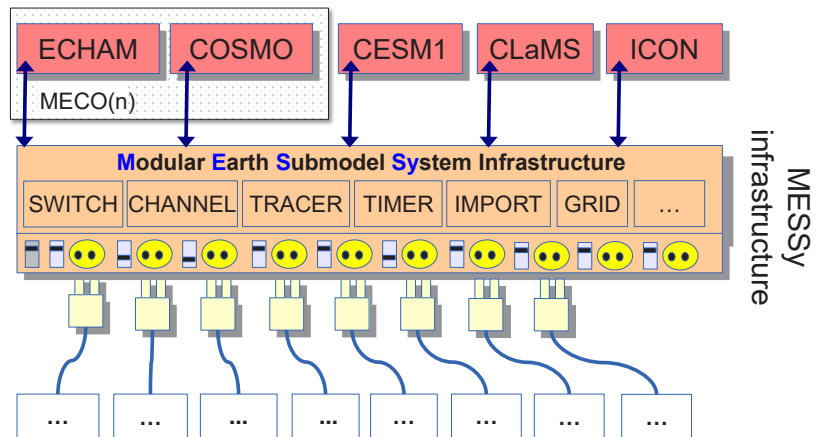 ECHAM COSMO CESM1 CLaMS ICON
MECO(n)
Modular Earth Submodel System Infrastructure
SWITCH CHANNEL TRACER TIMER IMPORT GRID ...
MESSy
infrastructure
... ... ... ... ... ... ... ...